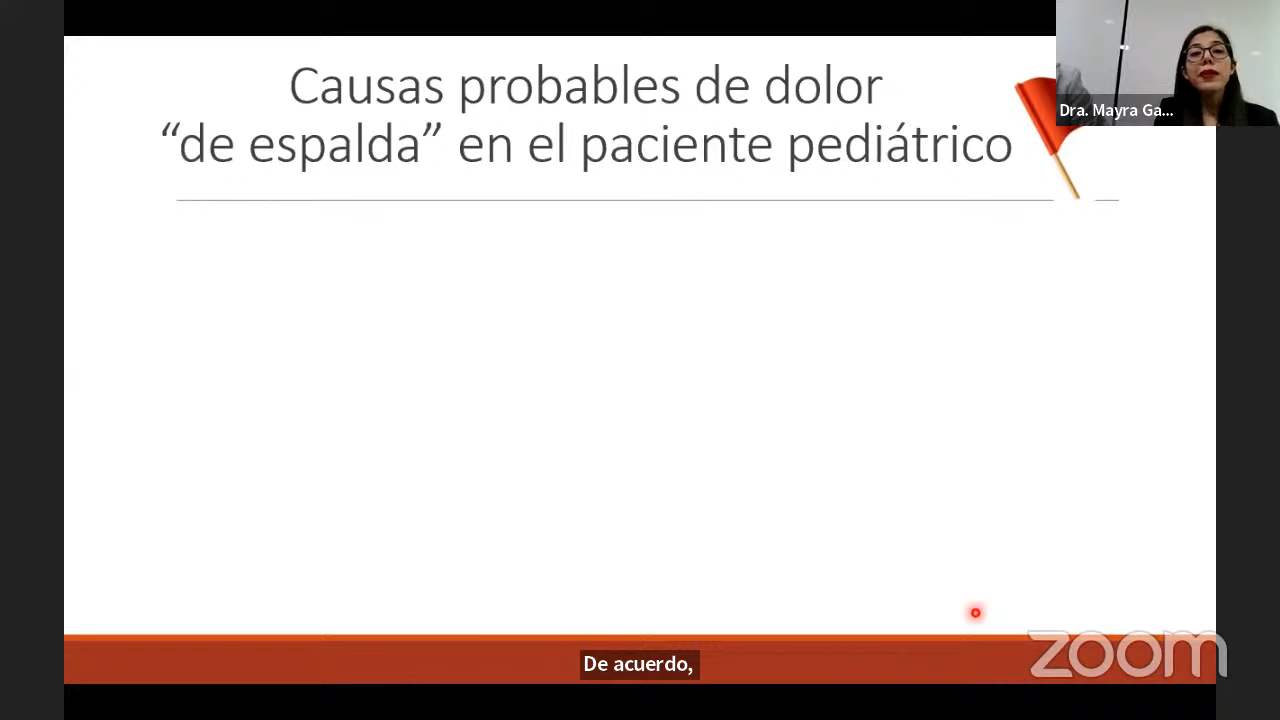 Causas probables de dolor
“de espalda” en el paciente pediátrico
Dra. Mayra Ga...
De acuerdo,
zoom